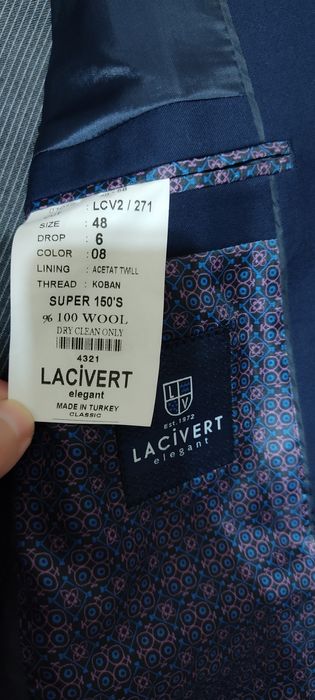 : LCV2 / 271
SIZE : 48
DROP : 6
COLOR : 08
LINING : ACETAT TWILL
THREAD : KOBAN
SUPER 150'S
% 100 WOOL
DRY CLEAN ONLY
4321
LACİVERT
elegant
MADE IN TURKEY
CLASSIC
L V
Est. 1972
LACİVERT
elegant